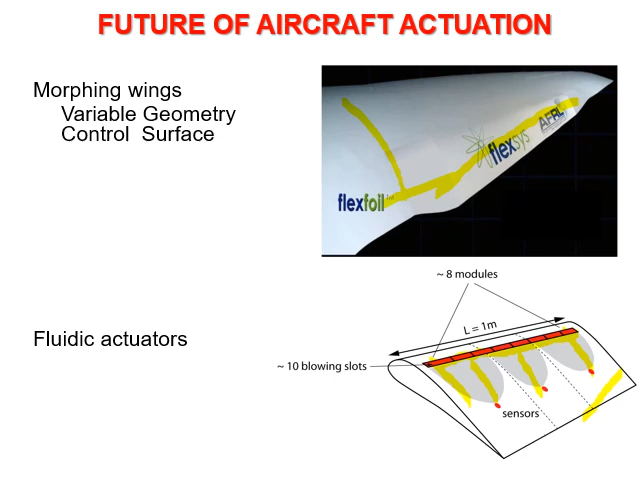 FUTURE OF AIRCRAFT ACTUATION
Morphing wings
Variable Geometry
Control Surface
flexsys
AFRL
flexfoil
~ 8 modules
L = 1m
Fluidic actuators
~ 10 blowing slots
sensors